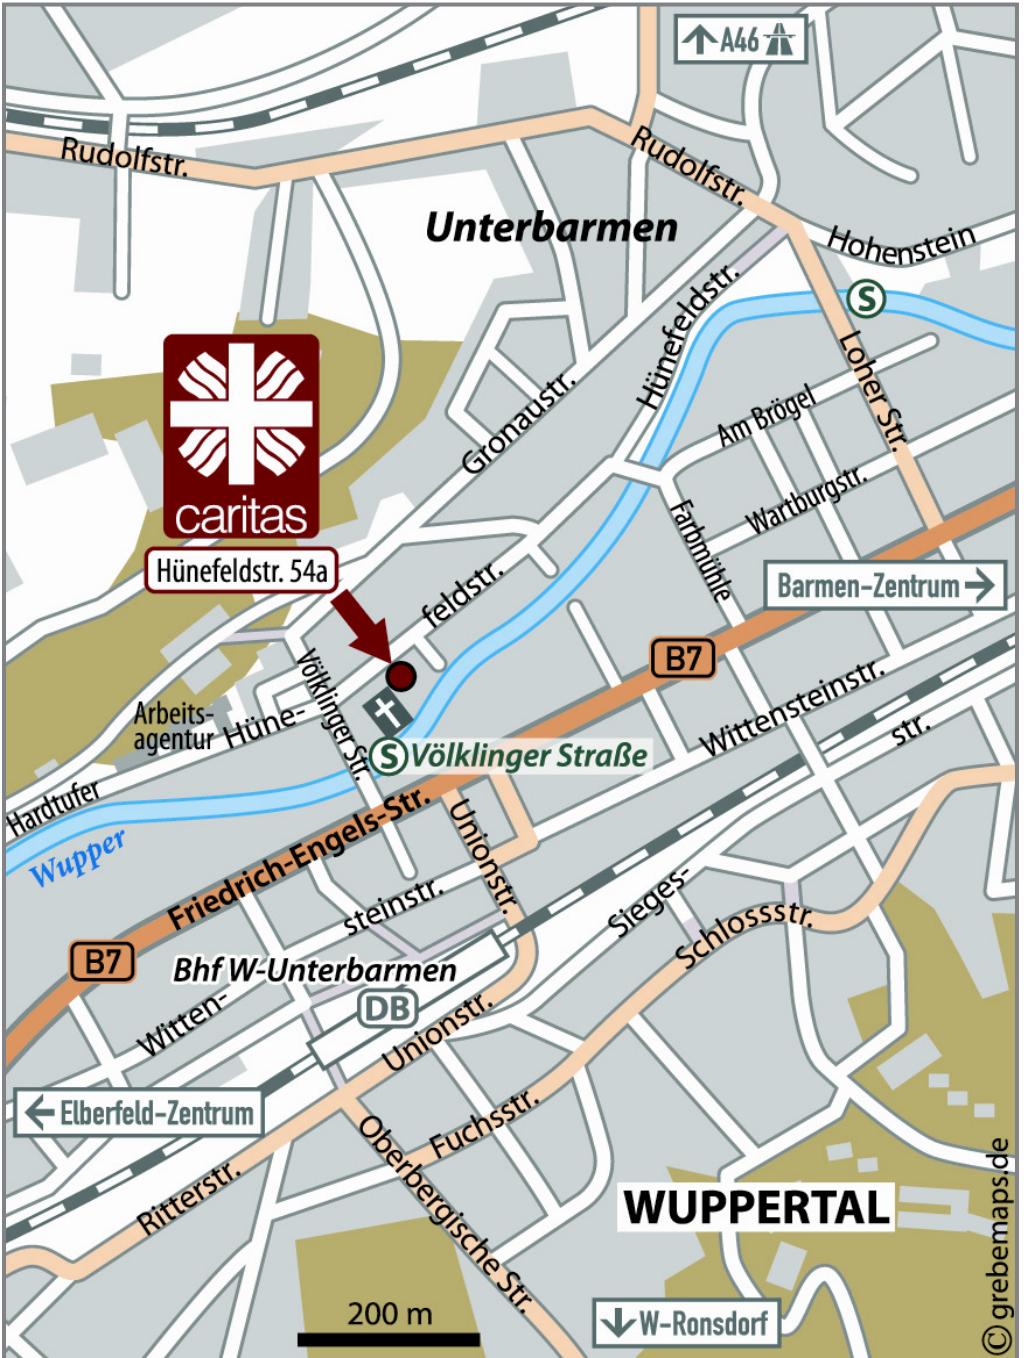 A46
Rudolfstr.
Rudolfstr.
Unterbarmen
Hohenstein
S
Hünefeldstr.
Loher Str.
caritas
Gronaustr.
Am Brögel
Wartburgstr.
Farbmühle
Hünefeldstr. 54a
feldstr.
Barmen-Zentrum
B7
Völklinger Str.
Arbeits-
agentur
Hüne-
Wittensteinstr.
str.
S Völklinger Straße
Hardtufer
Wupper
Friedrich-Engels-Str.
Unionstr.
steinstr.
Sieges-
Schlossstr.
B7
Bhf W-Unterbarmen
DB
Witten-
Unionstr.
Elberfeld-Zentrum
Fuchsstr.
Oberbergische Str.
Ritterstr.
WUPPERTAL
200 m
W-Ronsdorf
© grebemaps.de